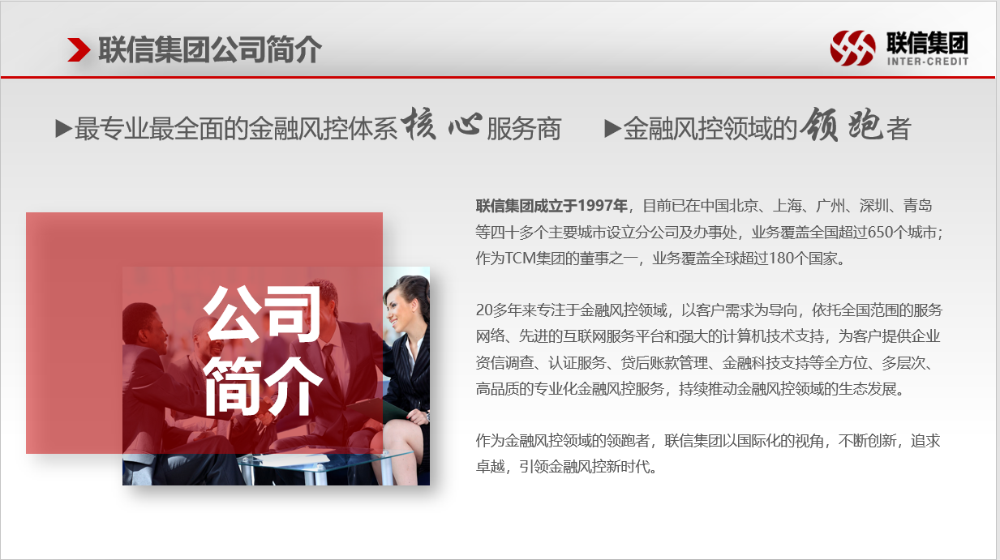 联信集团公司简介
联信集团
INTER-CREDIT
▶最专业最全面的金融风控体系核心服务商
▶金融风控领域的领跑者
公司
简介
联信集团成立于1997年，目前已在中国北京、上海、广州、深圳、青岛
等四十多个主要城市设立分公司及办事处，业务覆盖全国超过650个城市；
作为TCM集团的董事之一，业务覆盖全球超过180个国家。
20多年来专注于金融风控领域，以客户需求为导向，依托全国范围的服务
网络、先进的互联网服务平台和强大的计算机技术支持，为客户提供企业
资信调查、认证服务、贷后账款管理、金融科技支持等全方位、多层次、
高品质的专业化金融风控服务，持续推动金融风控领域的生态发展。
作为金融风控领域的领跑者，联信集团以国际化的视角，不断创新，追求
卓越，引领金融风控新时代。